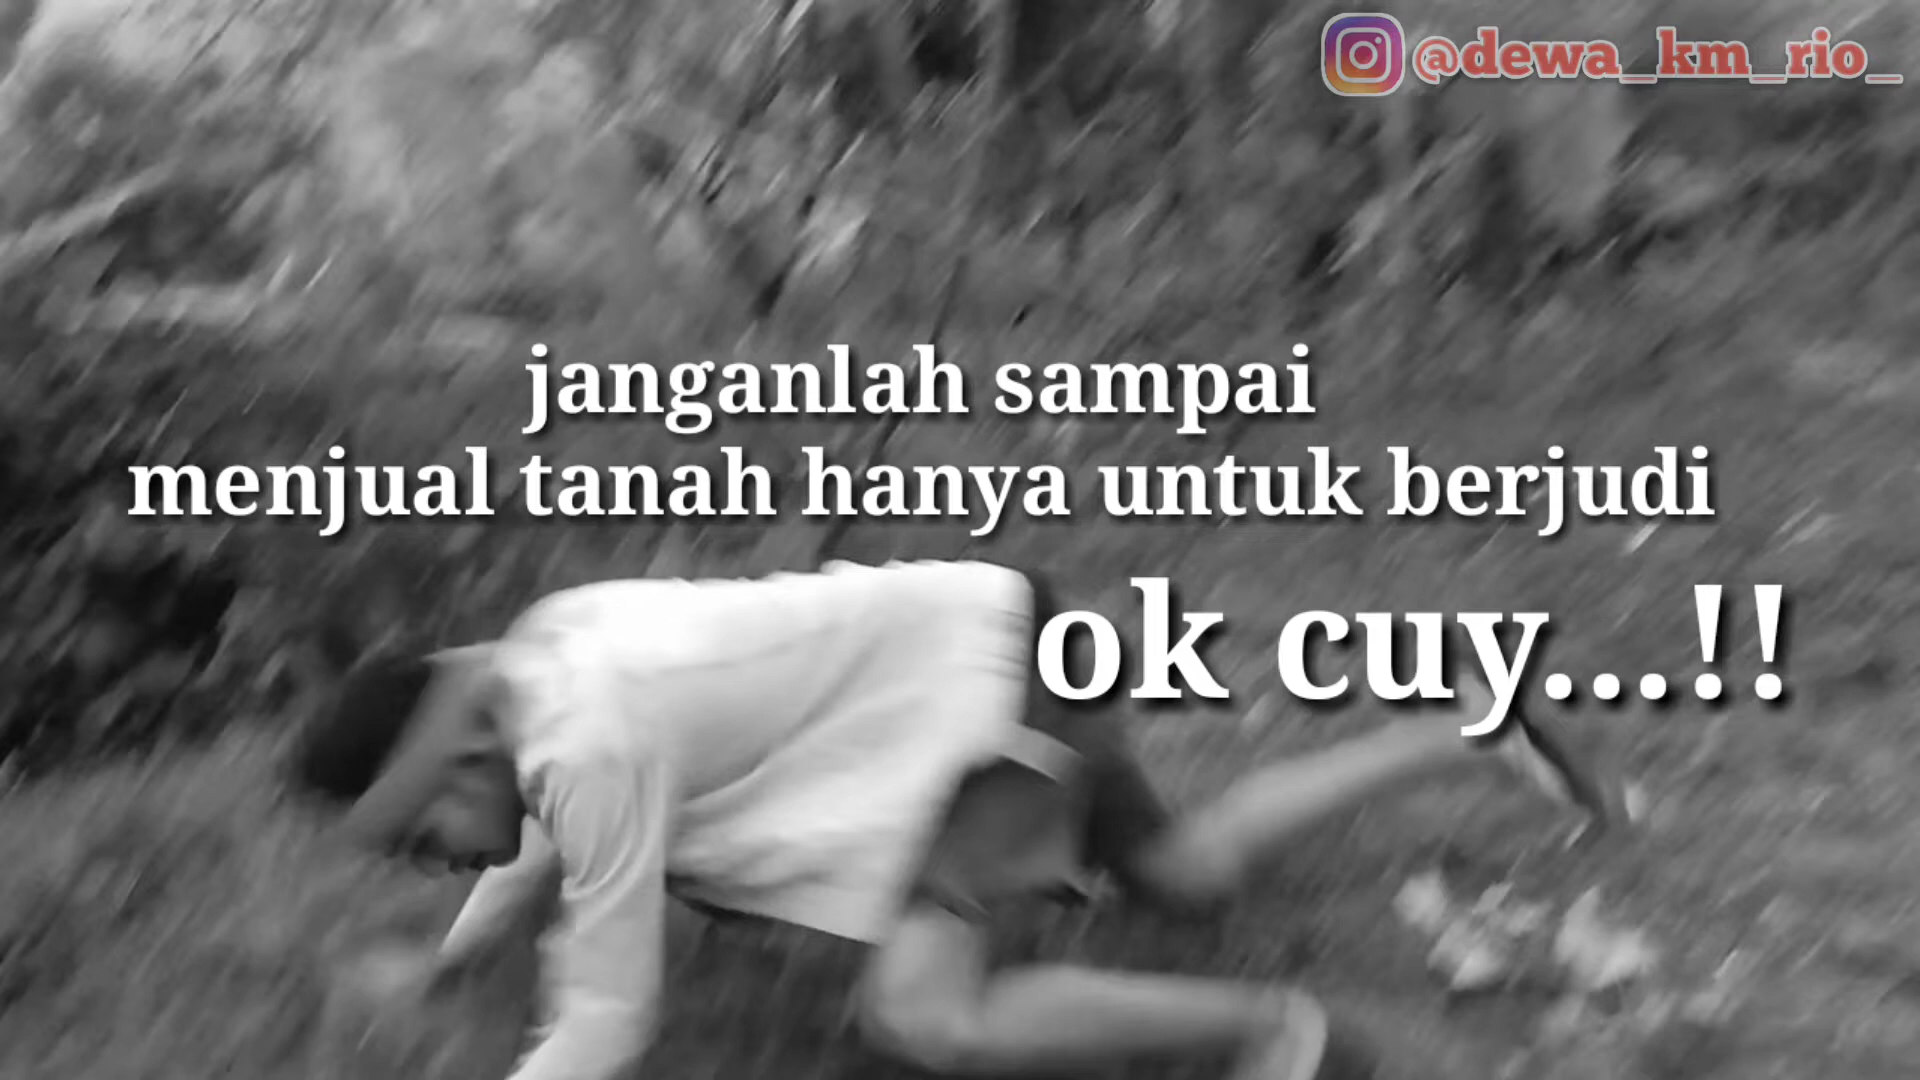 @dewa_km_rio_
janganlah sampai
menjual tanah hanya untuk berjudi
ok cuy...!!